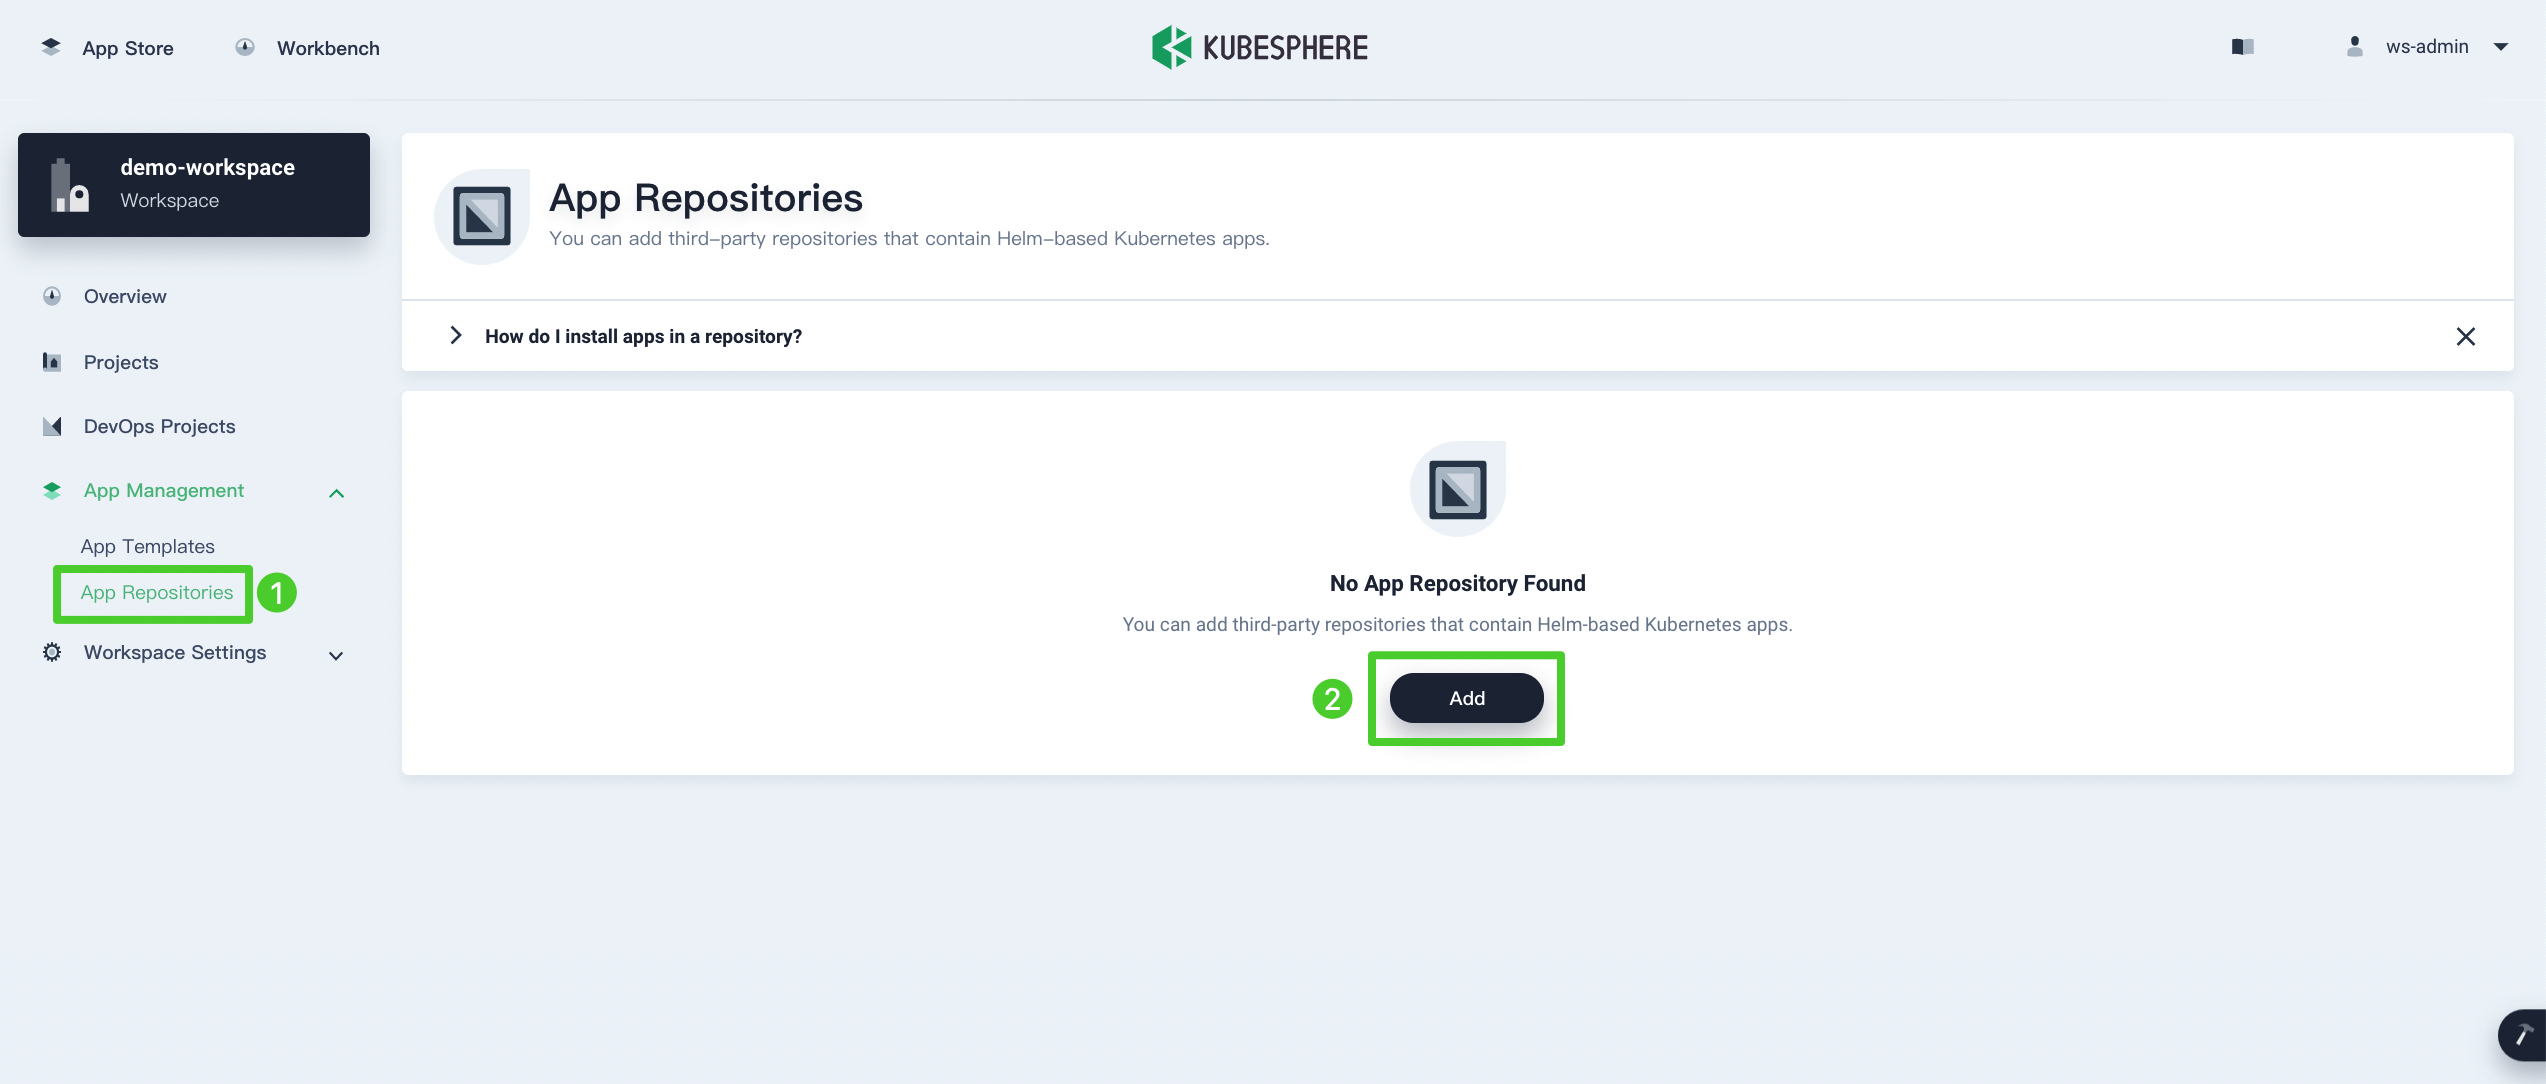 App Store
Workbench
KUBESPHERE
ws-admin
demo-workspace
Workspace
Overview
Projects
DevOps Projects
App Management
App Templates
App Repositories
1
Workspace Settings
App Repositories
You can add third-party repositories that contain Helm-based Kubernetes apps.
How do I install apps in a repository?
No App Repository Found
You can add third-party repositories that contain Helm-based Kubernetes apps.
2
Add